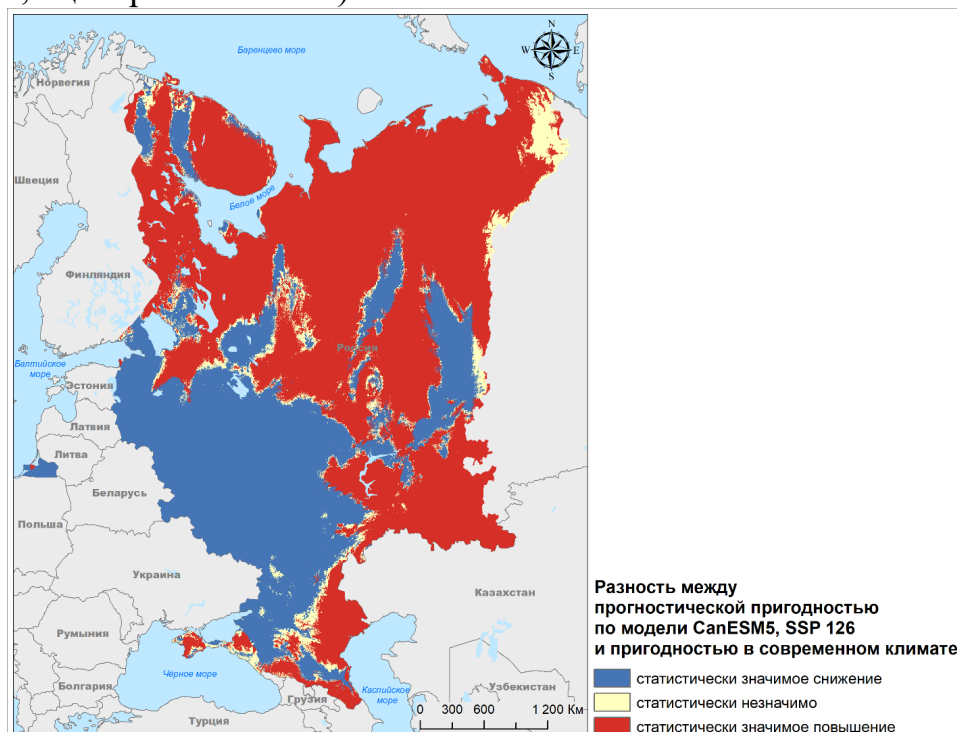 Баренцево море
N
W E
S
Норвегия
Швеция
Белое море
Финляндия
Россия
Балтийское
море
Эстония
Латвия
Литва
Беларусь
Польша
Украина
Казахстан
Румыния
Чёрное море
Болгария
Каспийское
море
Грузия
Узбекистан
Турция
0 300 600 1 200 Км
Разность между
прогностической пригодностью
по модели CanESM5, SSP 126
и пригодностью в современном климате
статистически значимое снижение
статистически незначимо
статистически значимое повышение